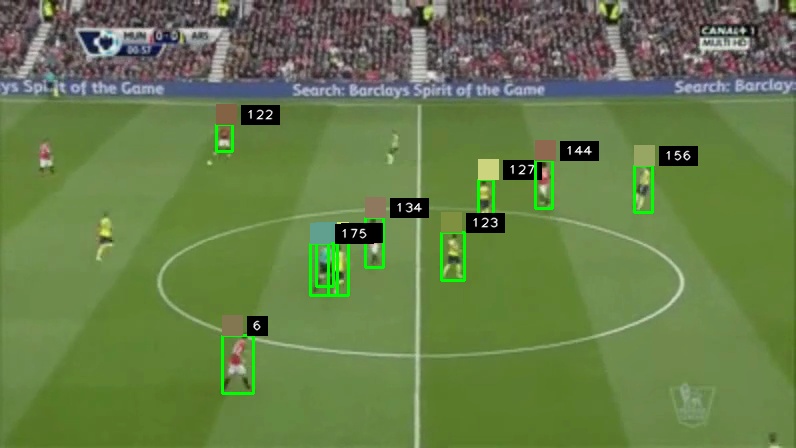 MUN 0-0 ARS
00:57
CANAL+ 1
MULTI HD
ys Spirit of the Game
Search: Barclays Spirit of the Game
Search: Barclays
122
144
127
156
134
123
175
6